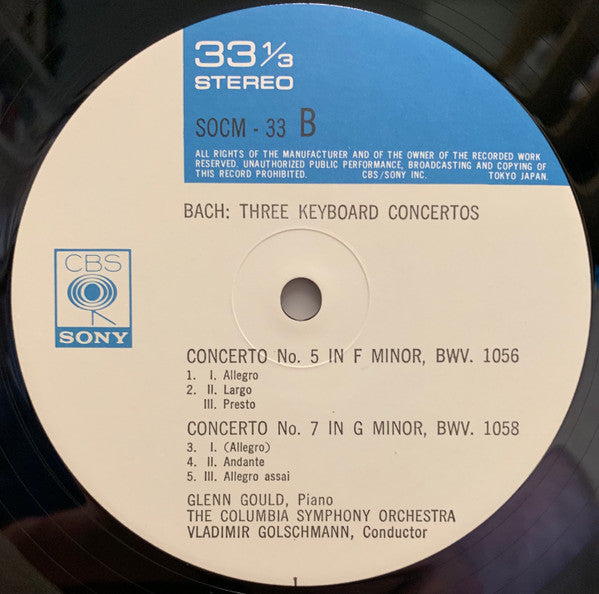 33 1/3
STEREO
SOCM - 33 B
ALL RIGHTS OF THE MANUFACTURER AND OF THE OWNER OF THE RECORDED WORK
RESERVED. UNAUTHORIZED PUBLIC PERFORMANCE, BROADCASTING AND COPYING OF
THIS RECORD PROHIBITED. CBS/SONY INC. TOKYO JAPAN.
BACH: THREE KEYBOARD CONCERTOS
CBS
SONY
CONCERTO No. 5 IN F MINOR, BWV. 1056
1. I. Allegro
2. II. Largo
III. Presto
CONCERTO No. 7 IN G MINOR, BWV. 1058
3. I. (Allegro)
4. II. Andante
5. III. Allegro assai
GLENN GOULD, Piano
THE COLUMBIA SYMPHONY ORCHESTRA
VLADIMIR GOLSCHMANN, Conductor